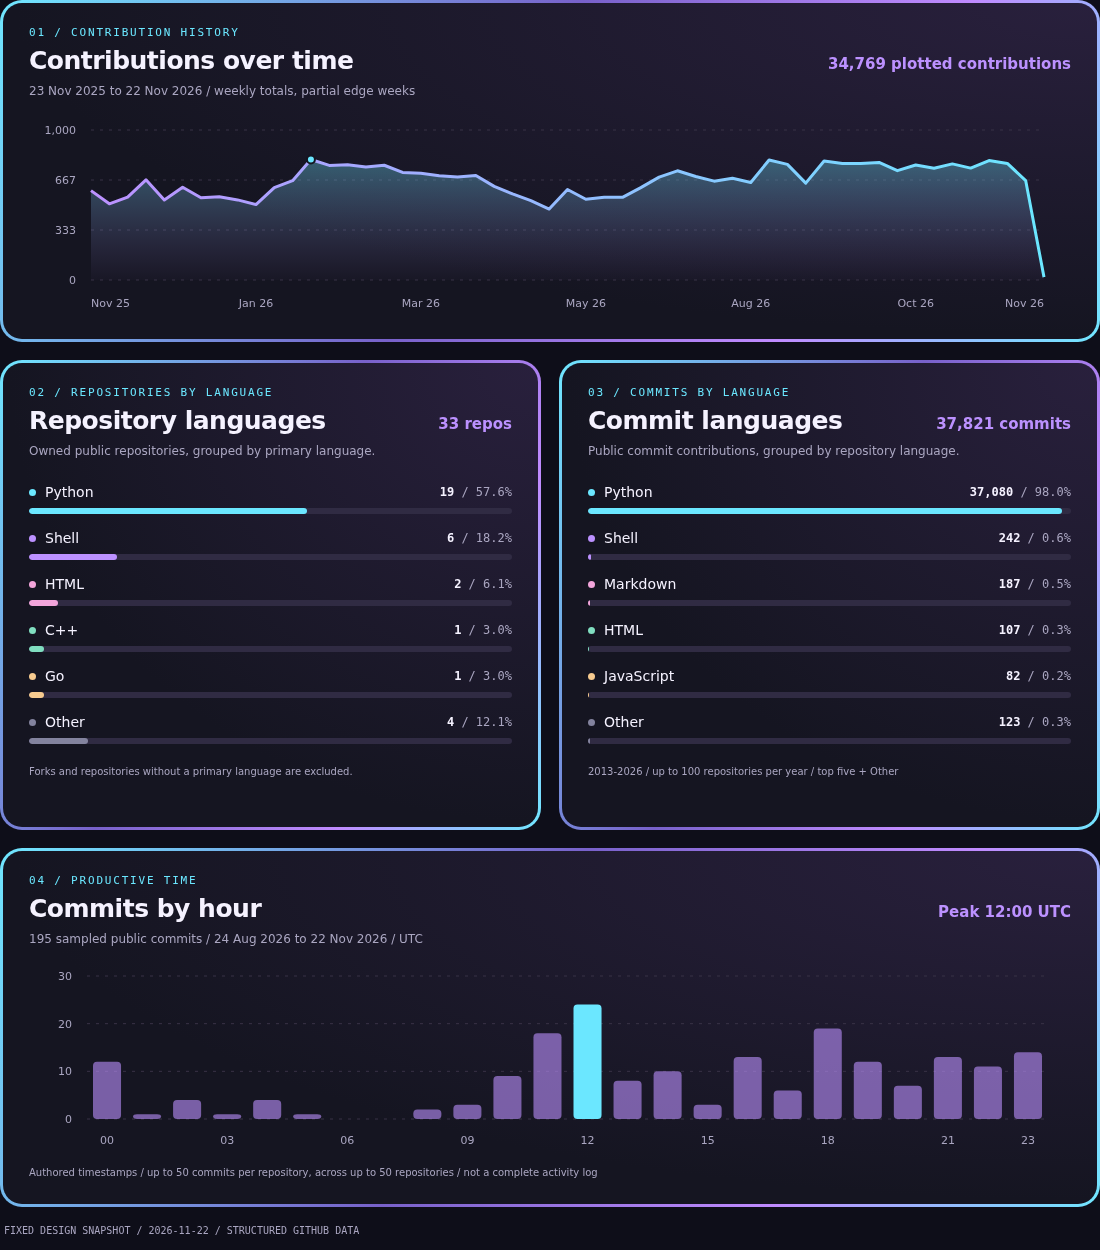 01 / CONTRIBUTION HISTORY
Contributions over time
34,769 plotted contributions
23 Nov 2025 to 22 Nov 2026 / weekly totals, partial edge weeks
1,000
667
333
0
Nov 25 Jan 26 Mar 26 May 26 Aug 26 Oct 26 Nov 26
02 / REPOSITORIES BY LANGUAGE
Repository languages
33 repos
Owned public repositories, grouped by primary language.
Python 19 / 57.6%
Shell 6 / 18.2%
HTML 2 / 6.1%
C++ 1 / 3.0%
Go 1 / 3.0%
Other 4 / 12.1%
Forks and repositories without a primary language are excluded.
03 / COMMITS BY LANGUAGE
Commit languages
37,821 commits
Public commit contributions, grouped by repository language.
Python 37,080 / 98.0%
Shell 242 / 0.6%
Markdown 187 / 0.5%
HTML 107 / 0.3%
JavaScript 82 / 0.2%
Other 123 / 0.3%
2013-2026 / up to 100 repositories per year / top five + Other
04 / PRODUCTIVE TIME
Commits by hour
Peak 12:00 UTC
195 sampled public commits / 24 Aug 2026 to 22 Nov 2026 / UTC
30
20
10
0
00 03 06 09 12 15 18 21 23
Authored timestamps / up to 50 commits per repository, across up to 50 repositories / not a complete activity log
FIXED DESIGN SNAPSHOT / 2026-11-22 / STRUCTURED GITHUB DATA